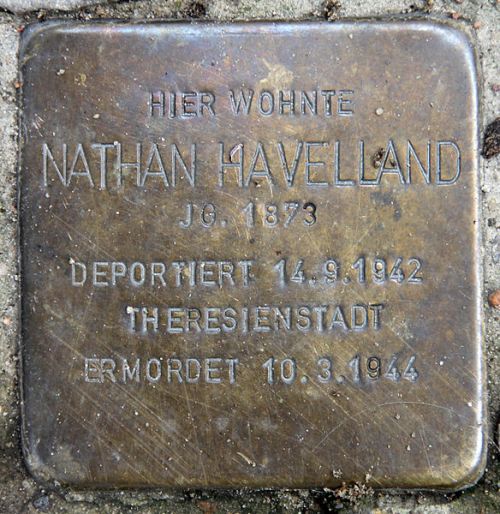 HIER WOHNTE
NATHAN HAVELLAND
JG. 1873
DEPORTIERT 14.9.1942
THERESIENSTADT
ERMORDET 10.3.1944